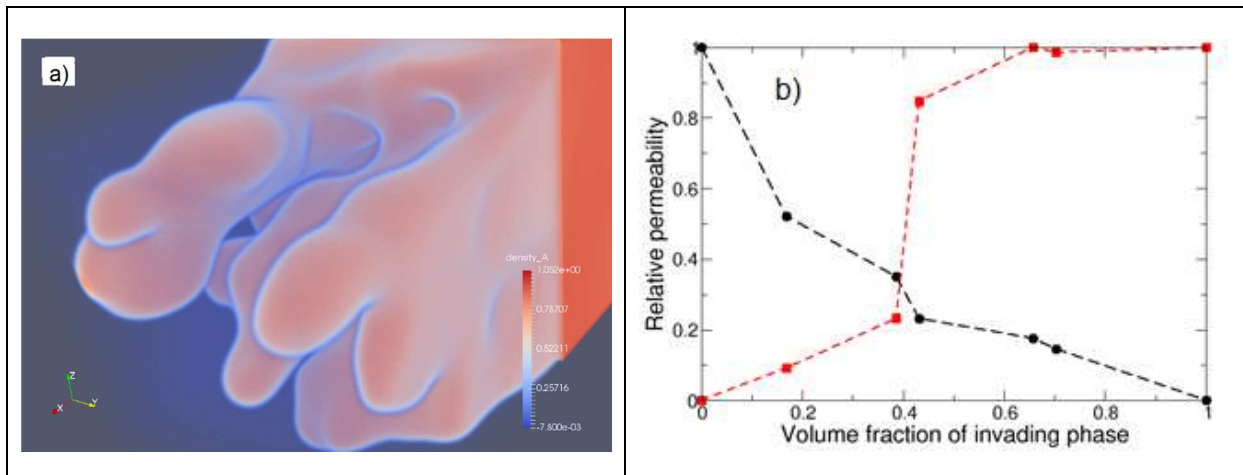 a)
density_A
1.052e+00
0.78707
0.52211
0.25716
-7.800e-03
Z
X
Y
b)
Relative permeability
0.8
0.6
0.4
0.2
0
0
0.2
0.4
0.6
0.8
1
Volume fraction of invading phase